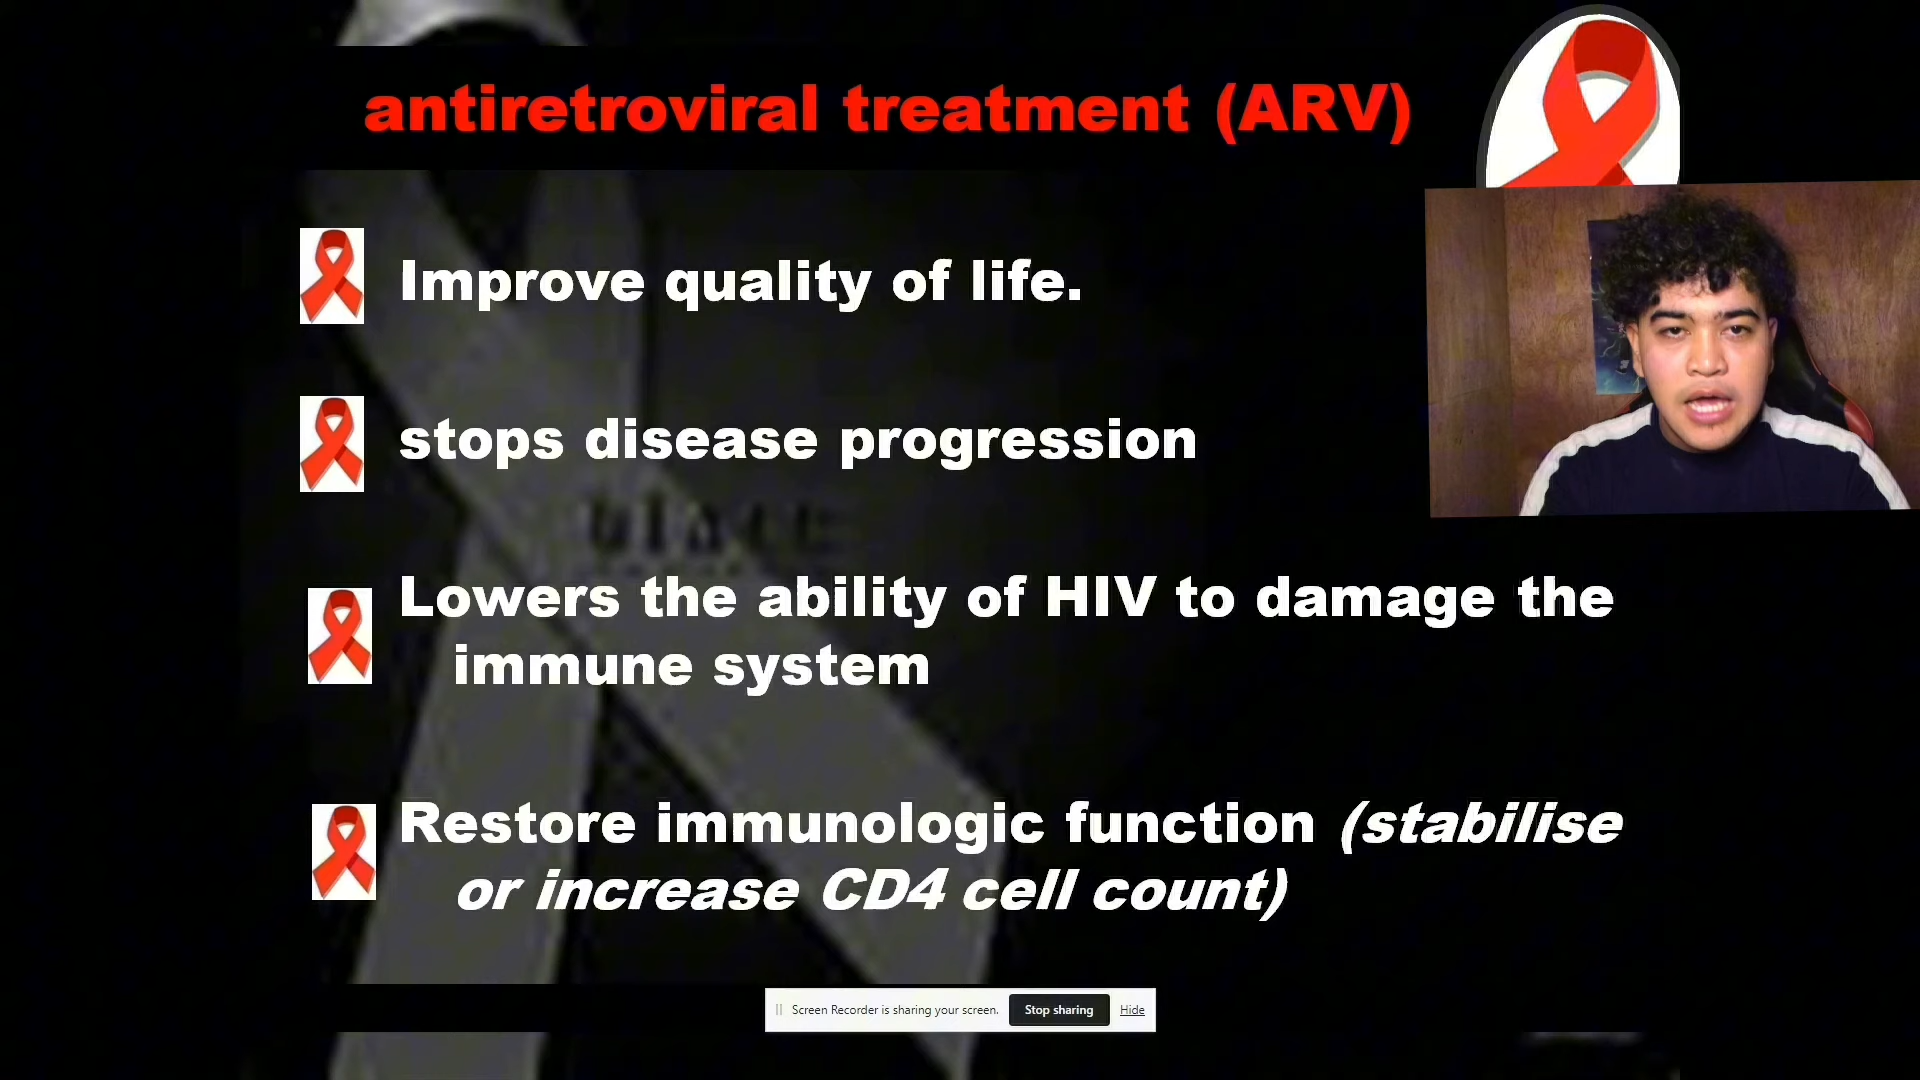 antiretroviral treatment (ARV)
Improve quality of life.
stops disease progression
Lowers the ability of HIV to damage the
immune system
Restore immunologic function (stabilise
or increase CD4 cell count)
Screen Recorder is sharing your screen. Stop sharing Hide